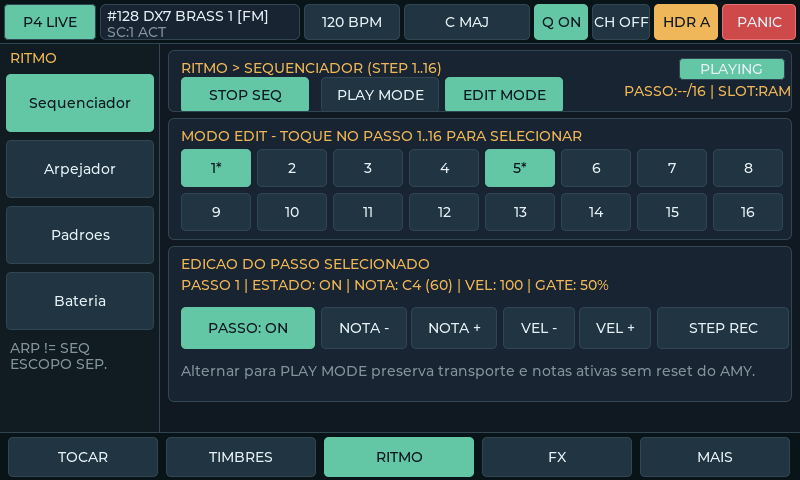 P4 LIVE
#128 DX7 BRASS 1 [FM]
SC:1 ACT
120 BPM
C MAJ
Q ON
CH OFF
HDR A
PANIC
RITMO
Sequenciador
Arpejador
Padroes
Bateria
ARP != SEQ
ESCOPO SEP.
RITMO > SEQUENCIADOR (STEP 1..16)
PLAYING
STOP SEQ
PLAY MODE
EDIT MODE
PASSO:--/16 | SLOT:RAM
MODO EDIT - TOQUE NO PASSO 1..16 PARA SELECIONAR
1*
2
3
4
5*
6
7
8
9
10
11
12
13
14
15
16
EDICAO DO PASSO SELECIONADO
PASSO 1 | ESTADO: ON | NOTA: C4 (60) | VEL: 100 | GATE: 50%
PASSO: ON
NOTA -
NOTA +
VEL -
VEL +
STEP REC
Alternar para PLAY MODE preserva transporte e notas ativas sem reset do AMY.
TOCAR
TIMBRES
RITMO
FX
MAIS